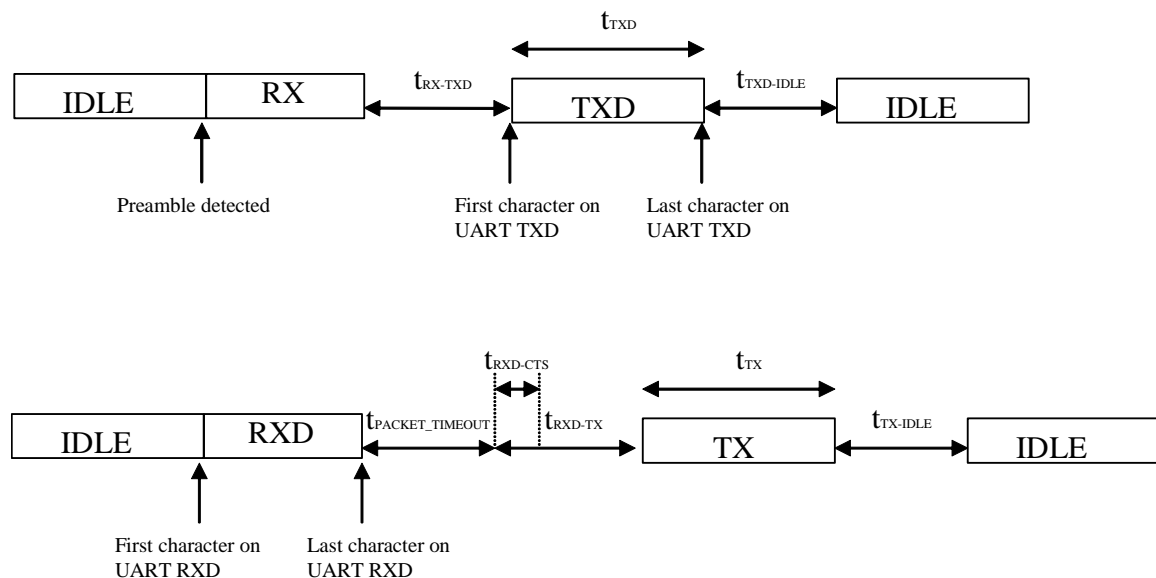 tTXD
IDLE
RX
tRX-TXD
TXD
tTXD-IDLE
IDLE
Preamble detected
First character on
UART TXD
Last character on
UART TXD
tRXD-CTS
tTX
IDLE
RXD
tPACKET_TIMEOUT
tRXD-TX
TX
tTX-IDLE
IDLE
First character on
UART RXD
Last character on
UART RXD